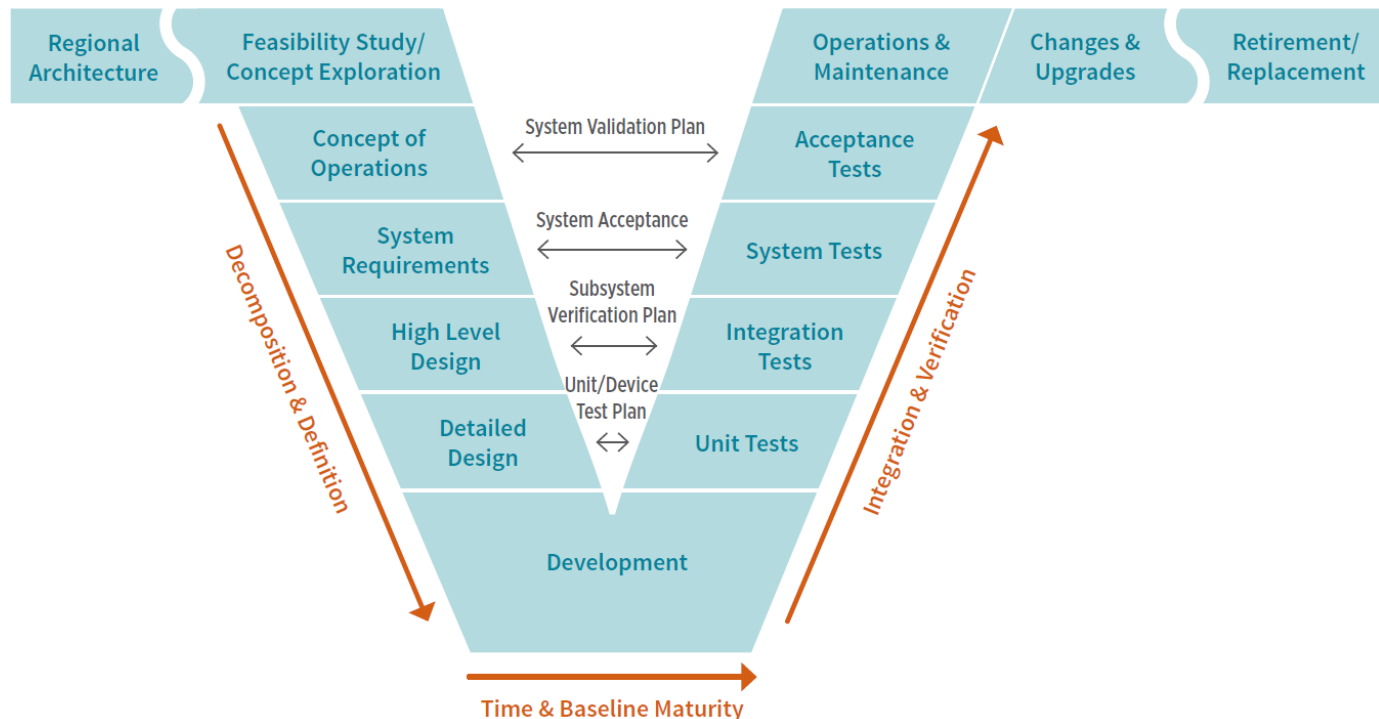 Regional
Architecture
Feasibility Study/
Concept Exploration
Operations &
Maintenance
Changes &
Upgrades
Retirement/
Replacement
Concept of
Operations
System Validation Plan
Acceptance
Tests
System
Requirements
System Acceptance
System Tests
High Level
Design
Subsystem
Verification Plan
Integration
Tests
Detailed
Design
Unit/Device
Test Plan
Unit Tests
Development
Decomposition & Definition
Integration & Verification
Time & Baseline Maturity